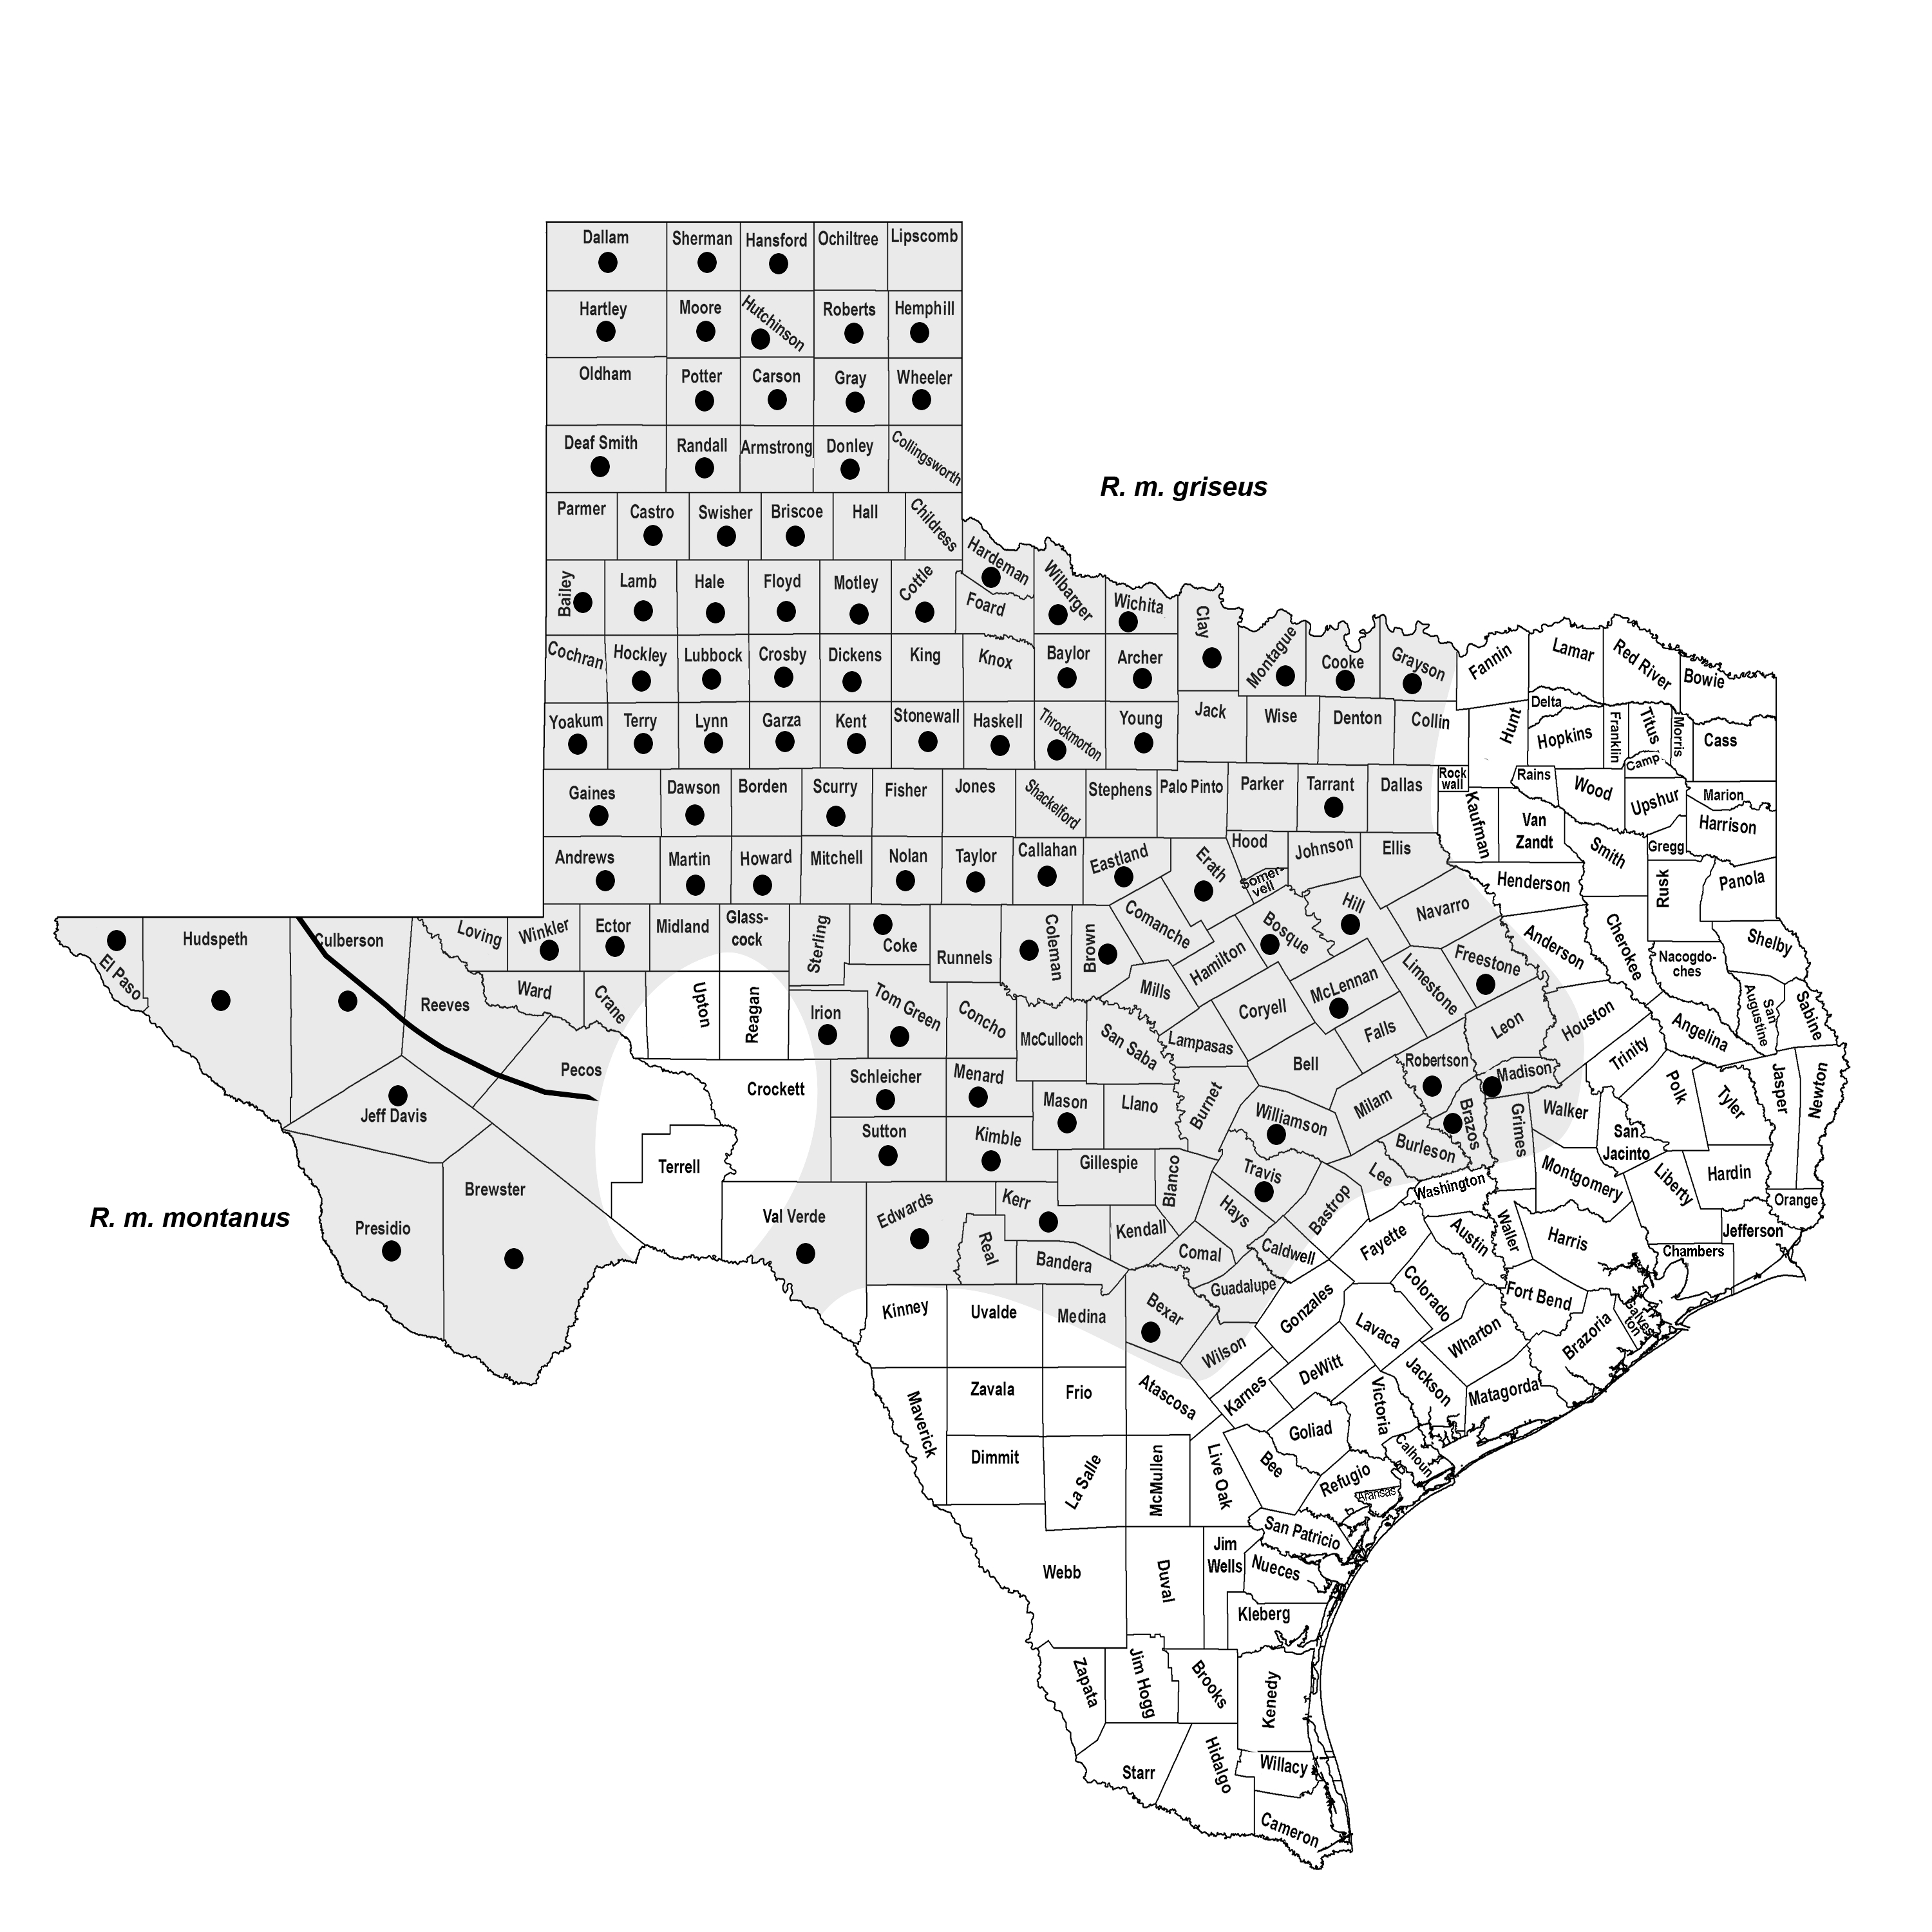 Dallam Sherman Hansford Ochiltree Lipscomb
Hartley Moore Hutchinson Roberts Hemphill
Oldham Potter Carson Gray Wheeler
Deaf Smith Randall Armstrong Donley Collingsworth
R. m. griseus
Parmer Castro Swisher Briscoe Hall Childress
Hardeman
Bailey Lamb Hale Floyd Motley Cottle Foard Wilbarger Wichita Clay
Cochran Hockley Lubbock Crosby Dickens King Knox Baylor Archer Montague Cooke Grayson Fannin Lamar Red River Bowie
Yoakum Terry Lynn Garza Kent Stonewall Haskell Throckmorton Young Jack Wise Denton Collin Hunt Delta Hopkins Franklin Titus Morris Cass
Camp
Gaines Dawson Borden Scurry Fisher Jones Shackelford Stephens Palo Pinto Parker Tarrant Dallas
Rock
wall
Kaufman Rains Wood Upshur Marion
Van
Zandt
Harrison
Andrews Martin Howard Mitchell Nolan Taylor Callahan Eastland Erath Hood
Somer-
vell
Johnson Ellis Henderson Smith Gregg Rusk Panola
El Paso Hudspeth Culberson Loving Winkler Ector Midland
Glass-
cock
Sterling Coke Runnels Coleman Brown Comanche Hamilton Bosque Hill Navarro Anderson Cherokee
Nacogdo-
ches
Shelby
Reeves Ward Crane Upton Reagan Irion Tom Green Concho McCulloch San Saba Mills Lampasas Coryell McLennan Limestone Freestone Falls Leon Houston Angelina
San
Augustine
Sabine
Pecos Crockett Schleicher Menard Mason Llano Burnet Bell Milam Robertson Madison Trinity Polk Tyler Jasper Newton
Jeff Davis Terrell Sutton Kimble Gillespie Blanco Williamson Travis Lee Burleson Brazos Grimes Walker
San
Jacinto
Montgomery Liberty Hardin Orange
R. m. montanus
Presidio Brewster Val Verde Edwards Real Kerr Bandera Kendall Comal Hays Caldwell Bastrop Fayette Washington Austin Waller Harris Chambers Jefferson
Kinney Uvalde Medina Bexar Guadalupe Wilson Gonzales Lavaca Colorado Wharton Fort Bend Brazoria
Galves
ton
Maverick Zavala Frio Atascosa Karnes DeWitt Victoria Jackson Matagorda
Dimmit La Salle McMullen Live Oak Bee Goliad Refugio Calhoun
Aransas
San Patricio
Webb Duval
Jim
Wells
Nueces
Kleberg
Zapata Jim Hogg Brooks Kenedy
Starr Hidalgo Willacy
Cameron